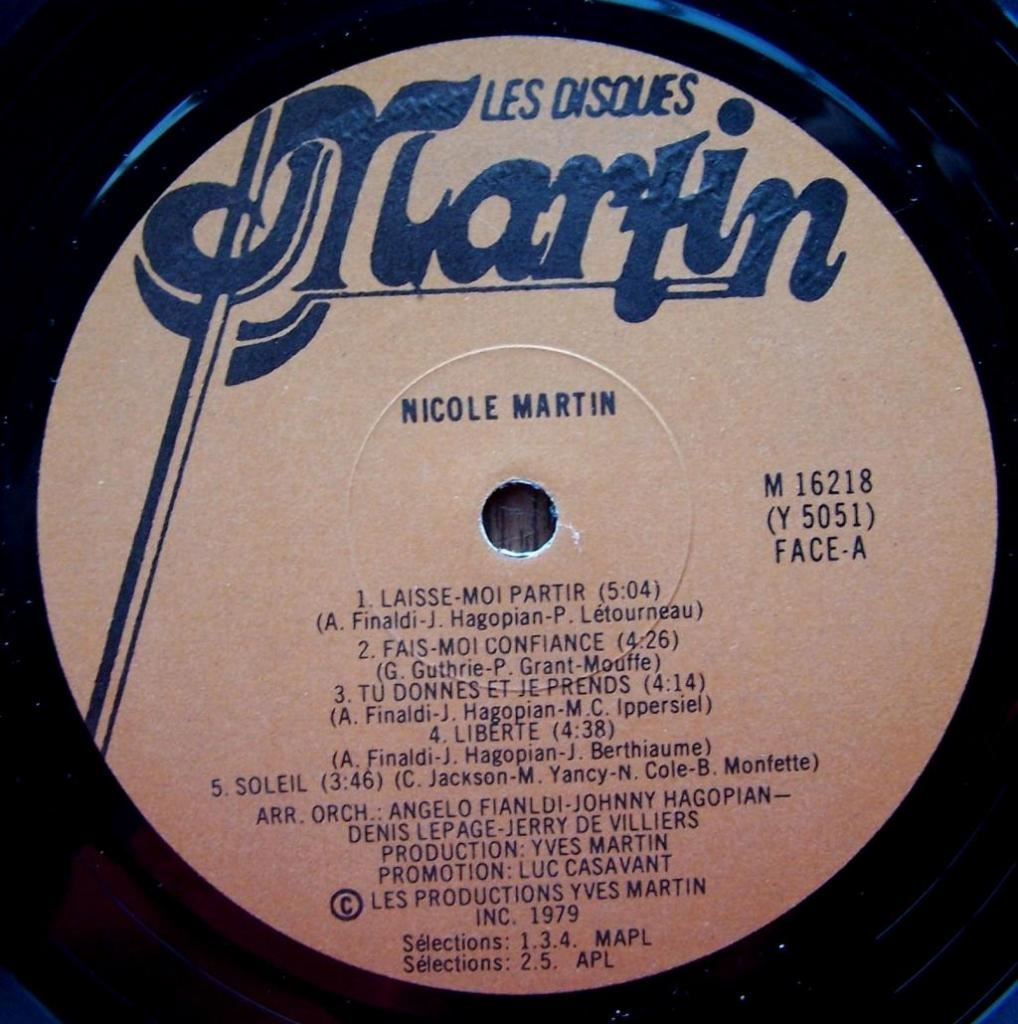 LES DISQUES
Martin
NICOLE MARTIN
M 16218
(Y 5051)
FACE-A
1. LAISSE-MOI PARTIR (5:04)
(A. Finaldi-J. Hagopian-P. Létourneau)
2. FAIS-MOI CONFIANCE (4:26)
(G. Guthrie-P. Grant-Mouffe)
3. TU DONNES ET JE PRENDS (4:14)
(A. Finaldi-J. Hagopian-M.C. Ippersiel)
4. LIBERTE (4:38)
(A. Finaldi-J. Hagopian-J. Berthiaume)
5. SOLEIL (3:46) (C. Jackson-M. Yancy-N. Cole-B. Monfette)
ARR. ORCH.: ANGELO FIANLDI-JOHNNY HAGOPIAN—
DENIS LEPAGE-JERRY DE VILLIERS
PRODUCTION: YVES MARTIN
PROMOTION: LUC CASAVANT
© LES PRODUCTIONS YVES MARTIN
INC. 1979
Sélections: 1.3.4. MAPL
Sélections: 2.5. APL